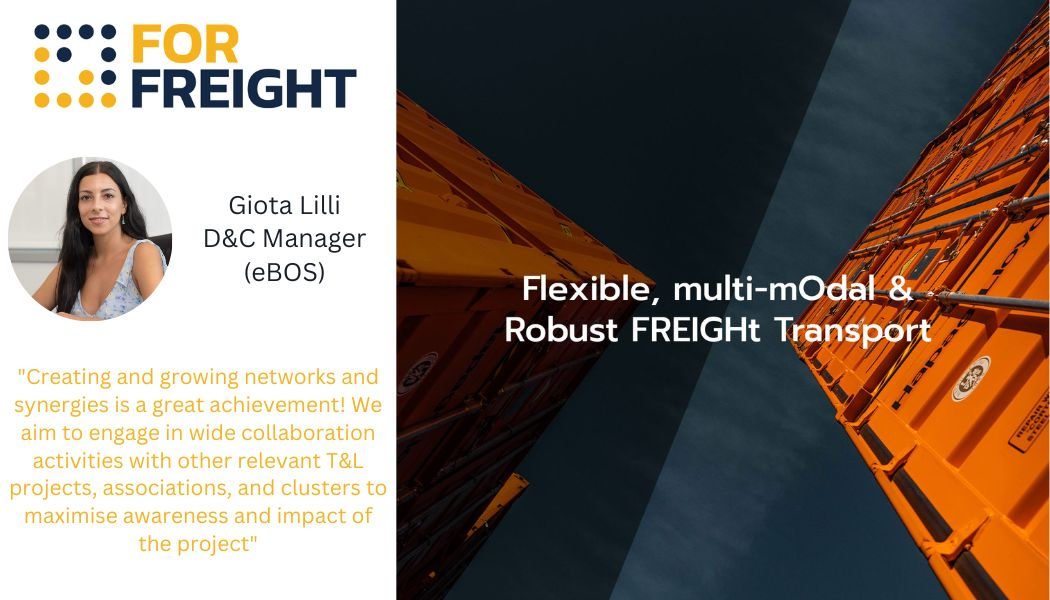 FOR
FREIGHT
Giota Lilli
D&C Manager
(eBOS)
"Creating and growing networks and
synergies is a great achievement! We
aim to engage in wide collaboration
activities with other relevant T&L
projects, associations, and clusters to
maximise awareness and impact of
the project"
Flexible, multi-mOdal &
Robust FREIGHt Transport